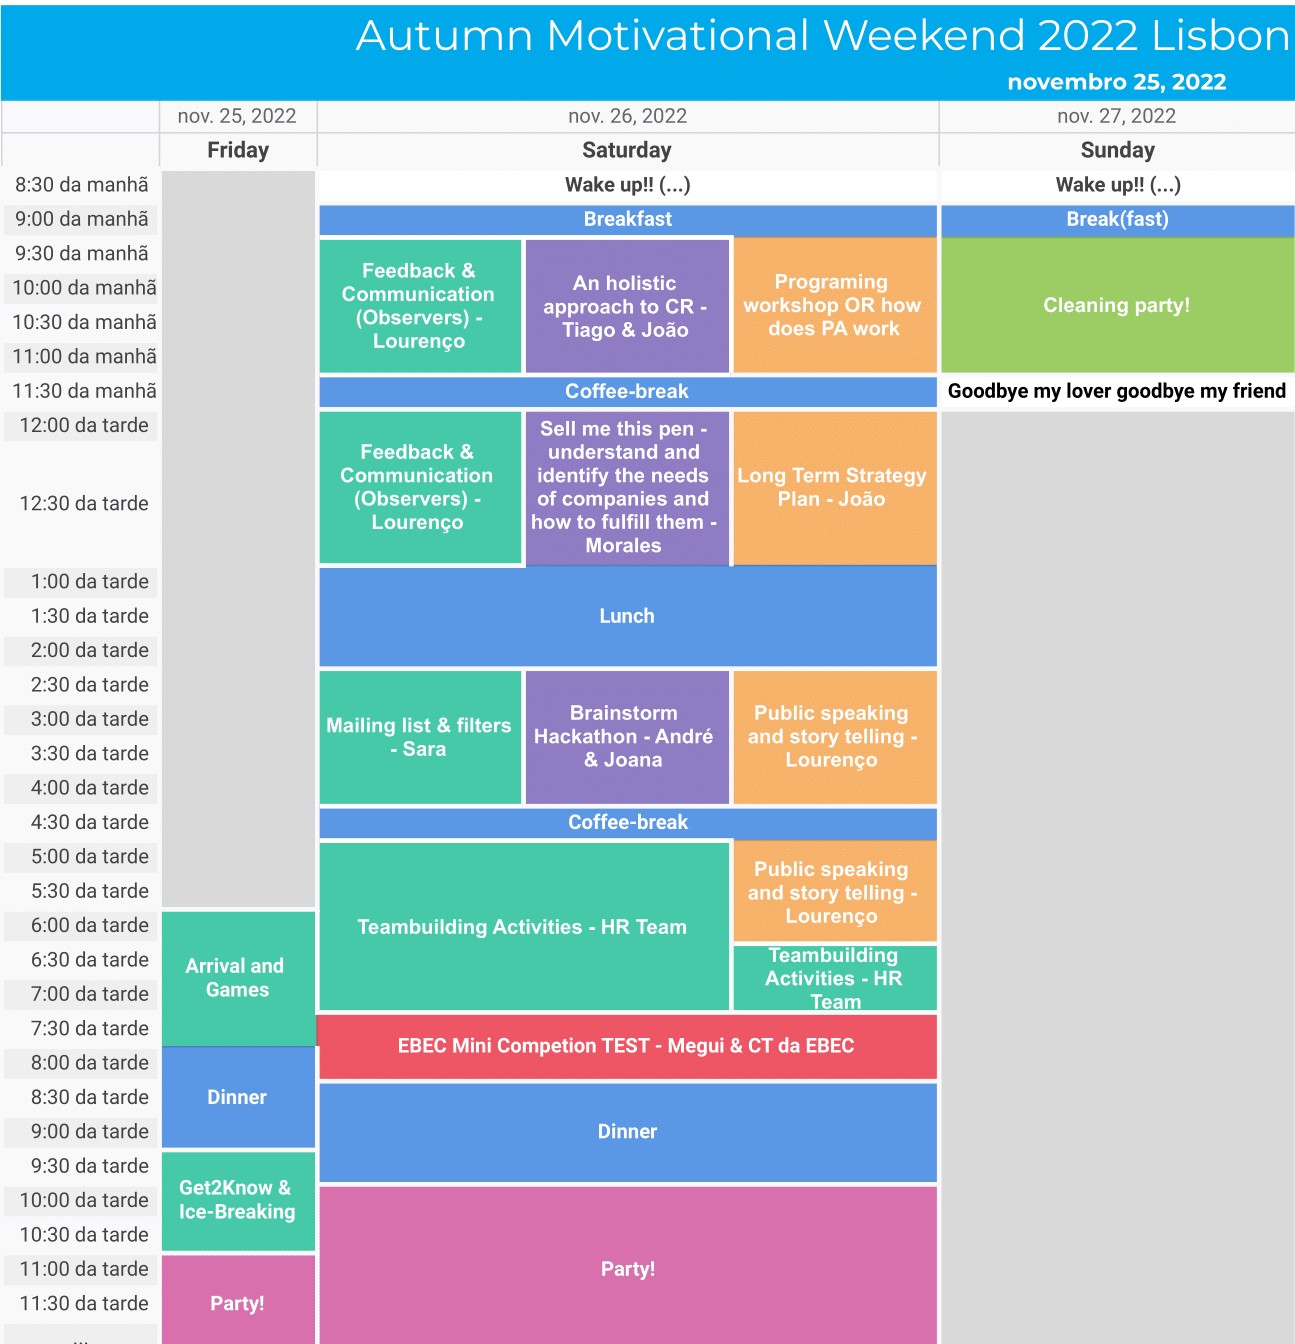 Autumn Motivational Weekend 2022 Lisbon
novembro 25, 2022
nov. 25, 2022
nov. 26, 2022
nov. 27, 2022
Friday
Saturday
Sunday
8:30 da manhã
Wake up!! (...)
Wake up!! (...)
9:00 da manhã
Breakfast
Break(fast)
9:30 da manhã
10:00 da manhã
10:30 da manhã
11:00 da manhã
Feedback &
Communication
(Observers) -
Lourenço
An holistic
approach to CR -
Tiago & João
Programing
workshop OR how
does PA work
Cleaning party!
11:30 da manhã
Coffee-break
Goodbye my lover goodbye my friend
12:00 da tarde
12:30 da tarde
Feedback &
Communication
(Observers) -
Lourenço
Sell me this pen -
understand and
identify the needs
of companies and
how to fulfill them -
Morales
Long Term Strategy
Plan - João
1:00 da tarde
1:30 da tarde
2:00 da tarde
Lunch
2:30 da tarde
3:00 da tarde
3:30 da tarde
4:00 da tarde
Mailing list & filters
- Sara
Brainstorm
Hackathon - André
& Joana
Public speaking
and story telling -
Lourenço
4:30 da tarde
Coffee-break
5:00 da tarde
5:30 da tarde
6:00 da tarde
6:30 da tarde
7:00 da tarde
Arrival and
Games
Teambuilding Activities - HR Team
Public speaking
and story telling -
Lourenço
Teambuilding
Activities - HR
Team
7:30 da tarde
8:00 da tarde
EBEC Mini Competion TEST - Megui & CT da EBEC
8:30 da tarde
9:00 da tarde
Dinner
Dinner
9:30 da tarde
10:00 da tarde
10:30 da tarde
Get2Know &
Ice-Breaking
11:00 da tarde
11:30 da tarde
Party!
Party!
...